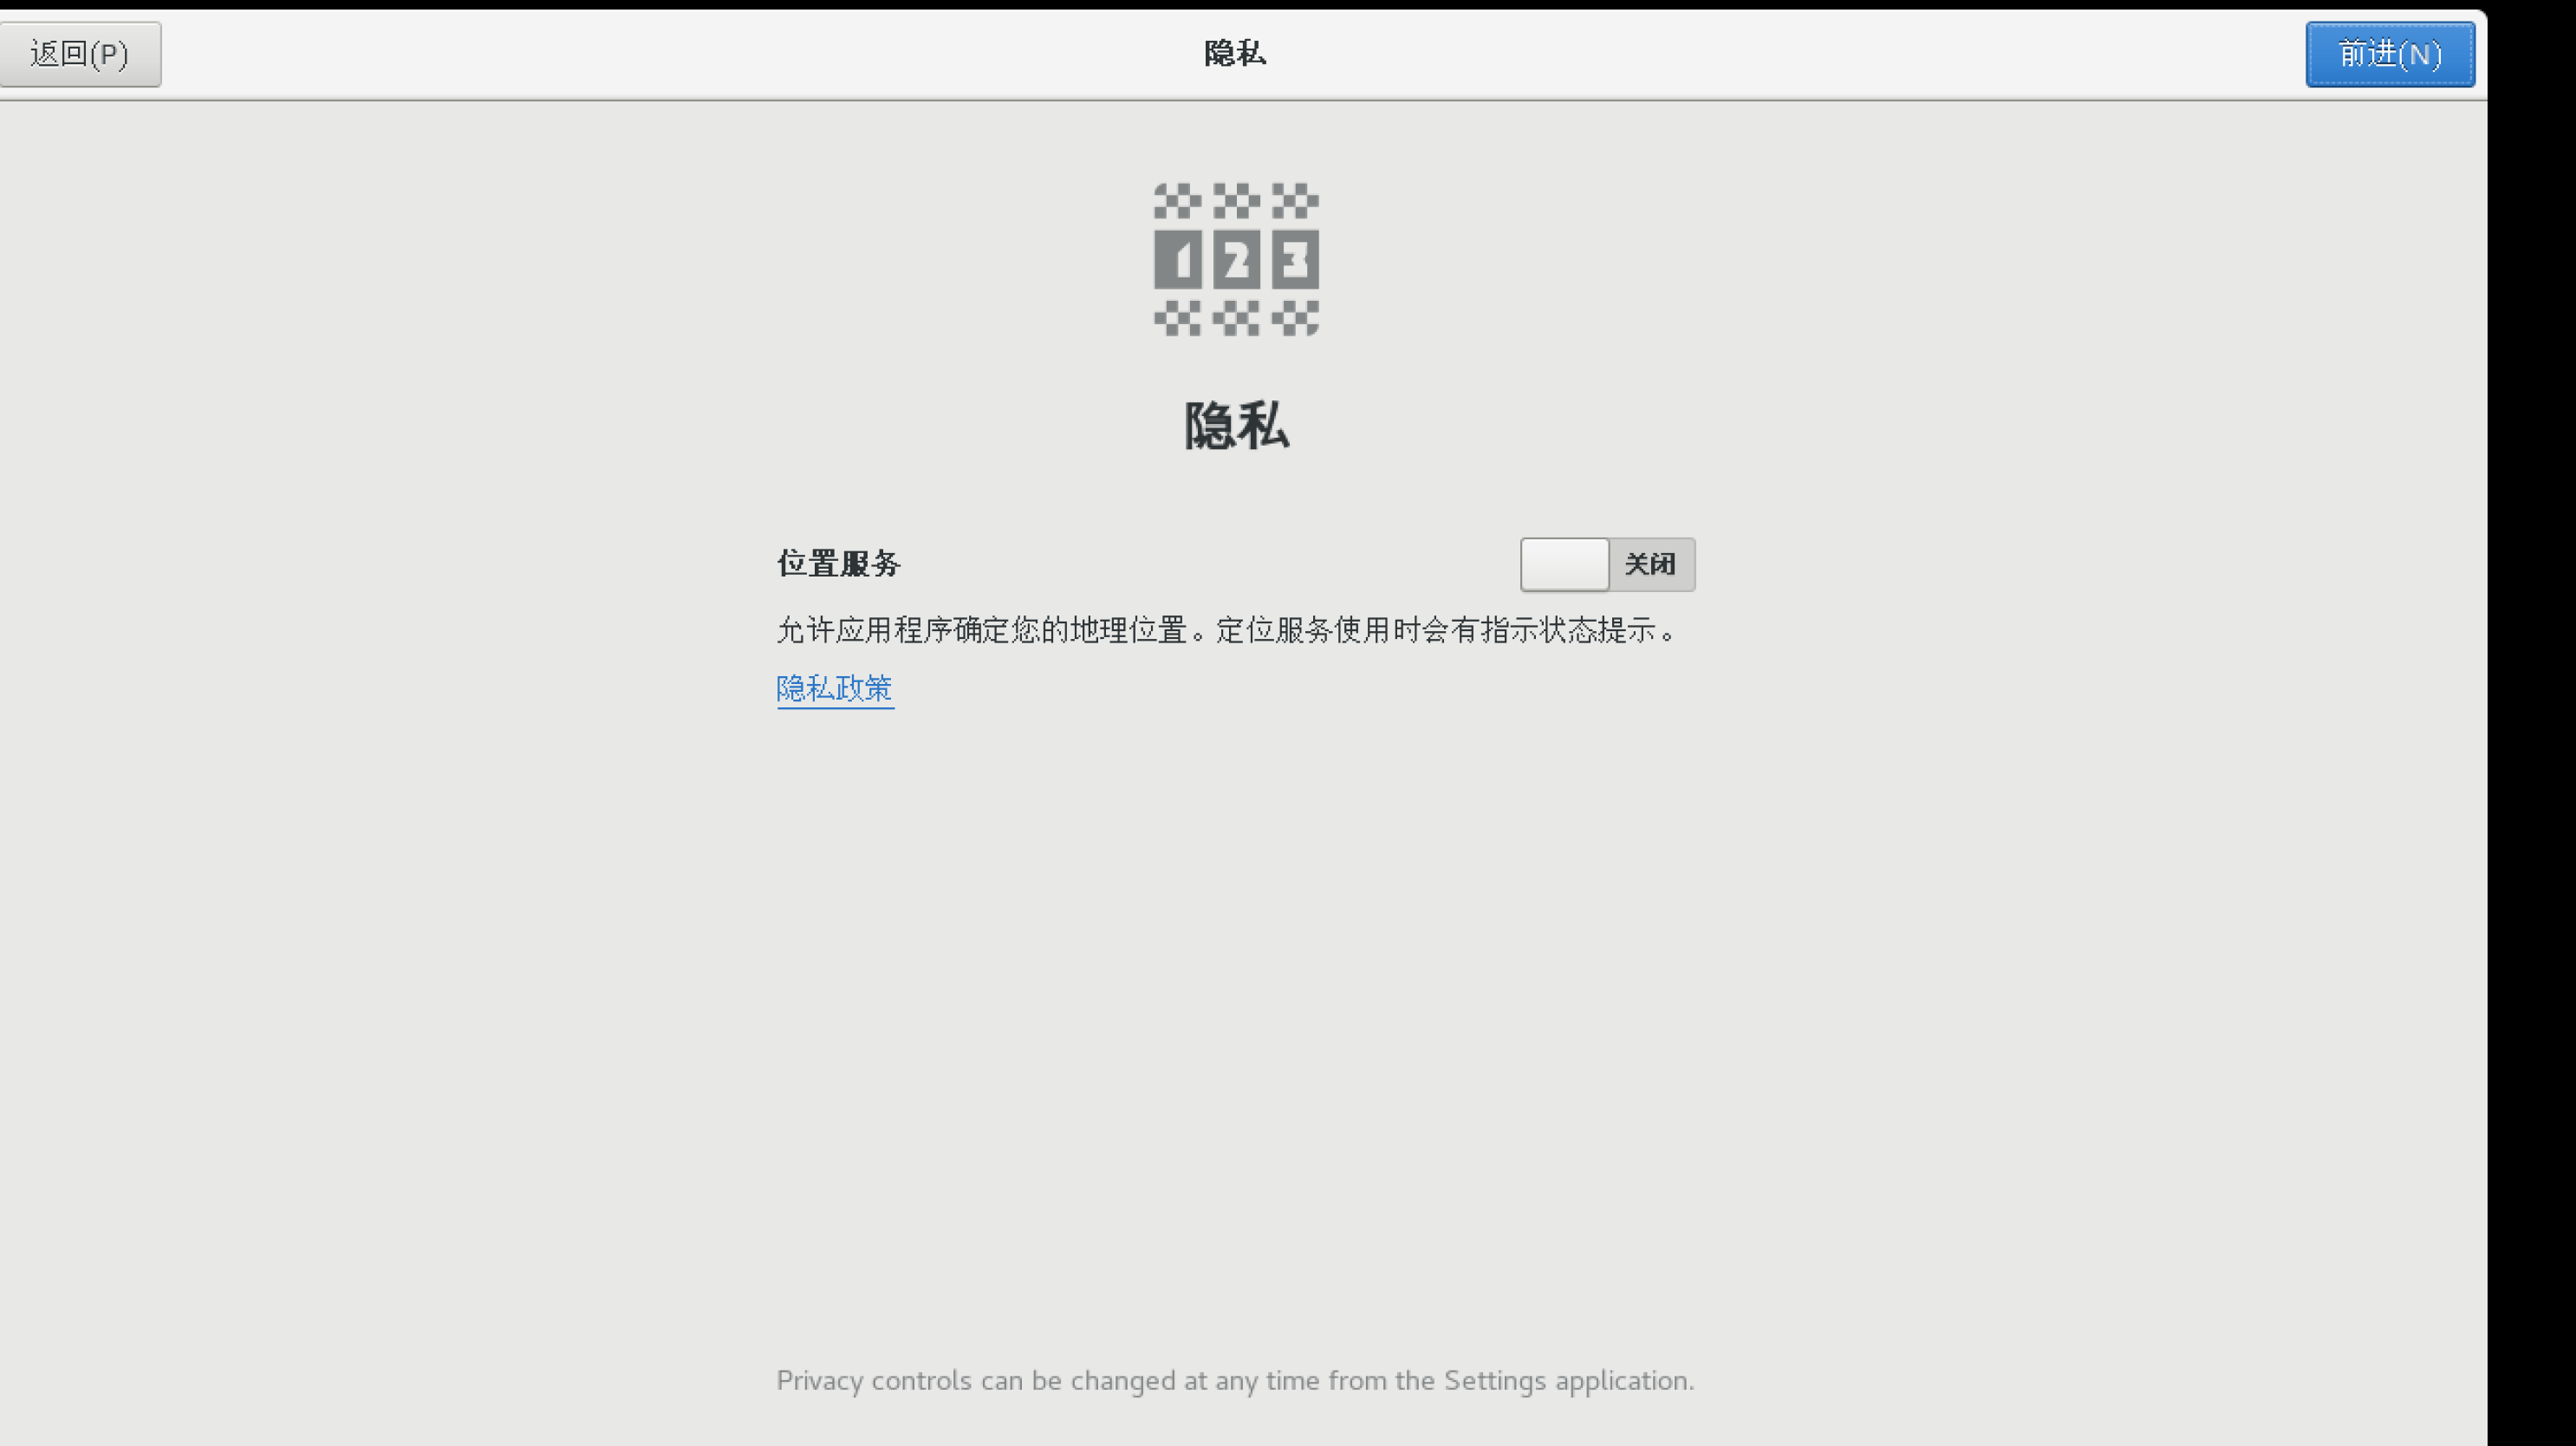 返回(P)
隐私
前进(N)
1 2 3
隐私
位置服务
关闭
允许应用程序确定您的地理位置。定位服务使用时会有指示状态提示。
隐私政策
Privacy controls can be changed at any time from the Settings application.